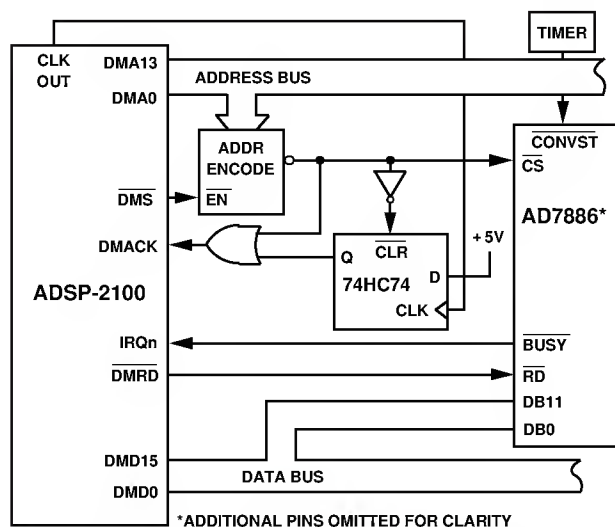 TIMER
CLK
OUT
DMA13
ADDRESS BUS
DMA0
ADDR
ENCODE
EN
CONVST
CS
AD7886*
DMS
DMACK
+5V
Q
CLR
D
74HC74
CLK
ADSP-2100
IRQn
BUSY
DMRD
RD
DB11
DB0
DMD15
DATA BUS
DMD0
*ADDITIONAL PINS OMITTED FOR CLARITY